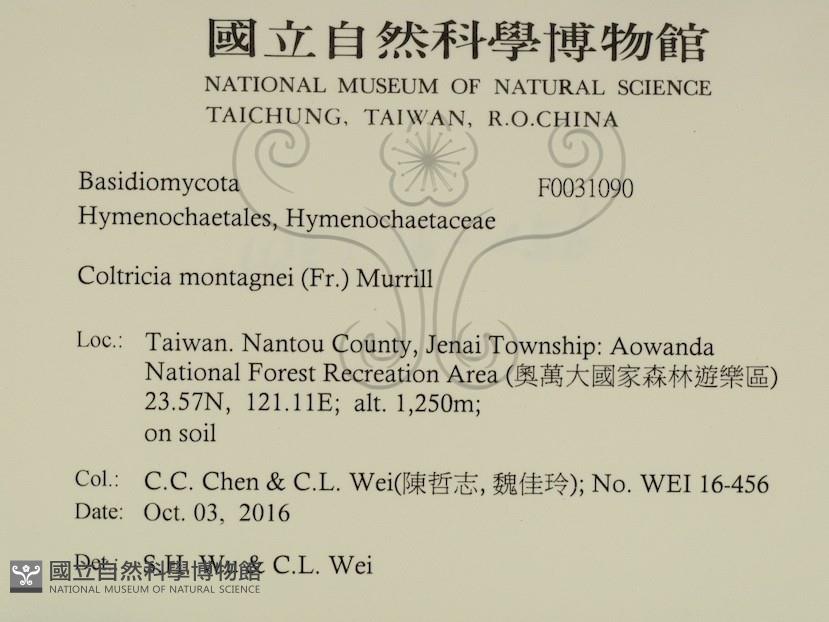 國立自然科學博物館
NATIONAL MUSEUM OF NATURAL SCIENCE
TAICHUNG, TAIWAN, R.O.CHINA
Basidiomycota F0031090
Hymenochaetales, Hymenochaetaceae
Coltricia montagnei (Fr.) Murrill
Loc.: Taiwan. Nantou County, Jenai Township: Aowanda
National Forest Recreation Area (奧萬大國家森林遊樂區)
23.57N, 121.11E; alt. 1,250m;
on soil
Col.: C.C. Chen & C.L. Wei(陳哲志, 魏佳玲); No. WEI 16-456
Date: Oct. 03, 2016
Det.: S.H. Wu & C.L. Wei
國立自然科學博物館
NATIONAL MUSEUM OF NATURAL SCIENCE